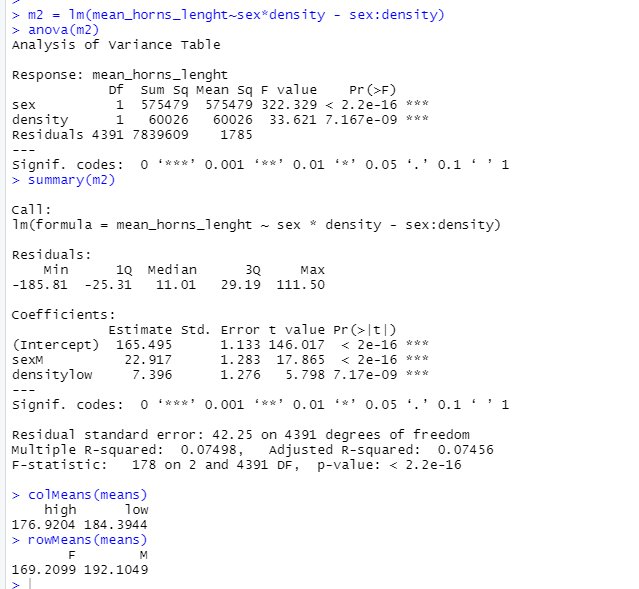 >
> m2 = lm(mean_horns_lenght~sex*density - sex:density)
> anova(m2)
Analysis of Variance Table

Response: mean_horns_lenght
            Df  Sum Sq Mean Sq F value    Pr(>F)
sex          1  575479  575479 322.329 < 2.2e-16 ***
density      1   60026   60026  33.621 7.167e-09 ***
Residuals 4391 7839609    1785
---
Signif. codes:  0 ‘***’ 0.001 ‘**’ 0.01 ‘*’ 0.05 ‘.’ 0.1 ‘ ’ 1
> summary(m2)

Call:
lm(formula = mean_horns_lenght ~ sex * density - sex:density)

Residuals:
    Min      1Q  Median      3Q     Max
-185.81  -25.31   11.01   29.19  111.50

Coefficients:
            Estimate Std. Error t value Pr(>|t|)
(Intercept)  165.495      1.133 146.017  < 2e-16 ***
sexM          22.917      1.283  17.865  < 2e-16 ***
densitylow     7.396      1.276   5.798 7.17e-09 ***
---
Signif. codes:  0 ‘***’ 0.001 ‘**’ 0.01 ‘*’ 0.05 ‘.’ 0.1 ‘ ’ 1

Residual standard error: 42.25 on 4391 degrees of freedom
Multiple R-squared:  0.07498,   Adjusted R-squared:  0.07456
F-statistic:   178 on 2 and 4391 DF,  p-value: < 2.2e-16

> colMeans(means)
    high      low
176.9204 184.3944
> rowMeans(means)
       F        M
169.2099 192.1049
>